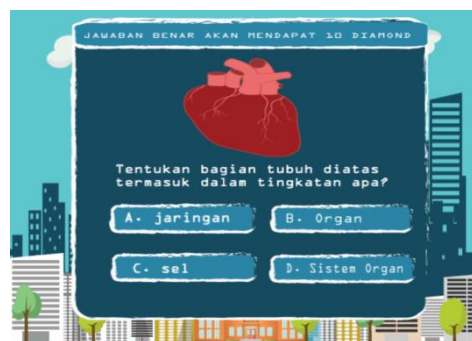 JAWABAN BENAR AKAN MENDAPAT 10 DIAMOND
Tentukan bagian tubuh diatas
termasuk dalam tingkatan apa?
A. jaringan
B. Organ
C. sel
D. Sistem Organ